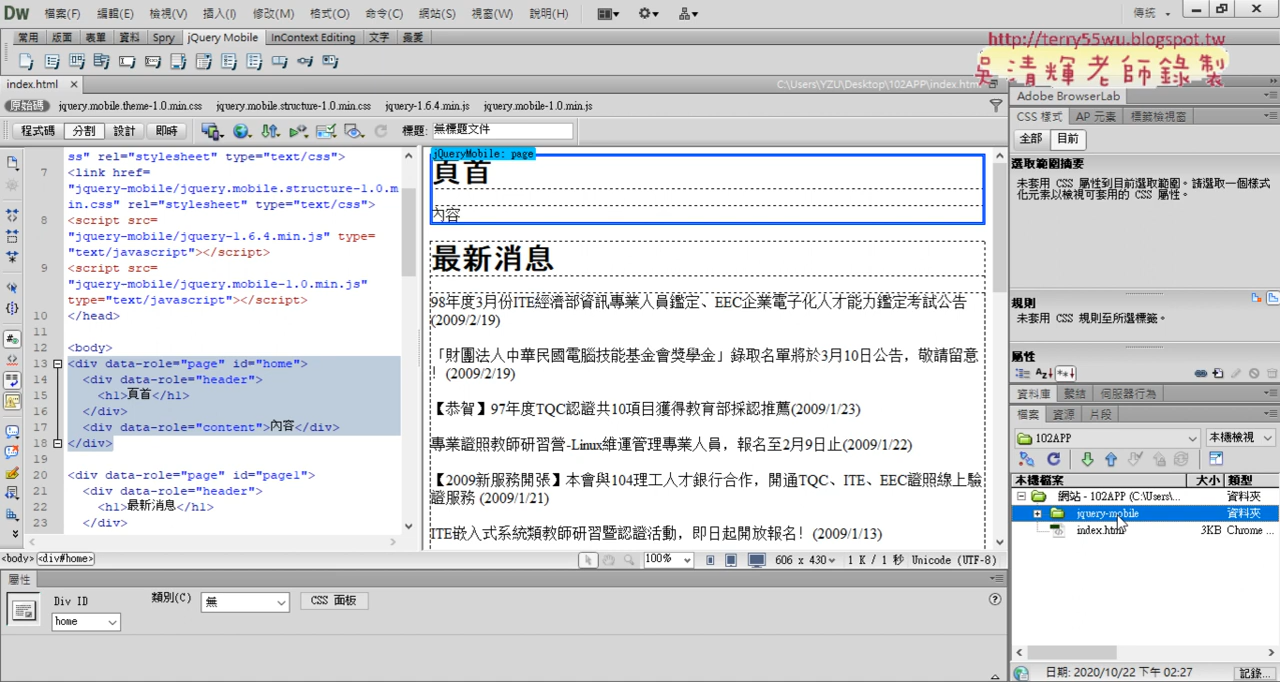 DW 檔案(F) 編輯(E) 檢視(V) 插入(I) 修改(M) 格式(O) 命令(C) 網站(S) 視窗(W) 說明(H) 傳統
常用 版面 表單 資料 Spry jQuery Mobile InContext Editing 文字 最愛
http://terry55wu.blogspot.tw
吳清輝老師錄製
index.html C:\Users\YZU\Desktop\102APP\index.htm
原始碼 jquery.mobile.theme-1.0.min.css jquery.mobile.structure-1.0.min.css jquery-1.6.4.min.js jquery.mobile-1.0.min.js
程式碼 分割 設計 即時 標題: 無標題文件
ss" rel="stylesheet" type="text/css">
7 <link href=
"jquery-mobile/jquery.mobile.structure-1.0.m
in.css" rel="stylesheet" type="text/css">
8 <script src=
"jquery-mobile/jquery-1.6.4.min.js" type=
"text/javascript"></script>
9 <script src=
"jquery-mobile/jquery.mobile-1.0.min.js"
type="text/javascript"></script>
10 </head>
11
12 <body>
13 <div data-role="page" id="home">
14 <div data-role="header">
15 <h1>頁首</h1>
16 </div>
17 <div data-role="content">內容</div>
18 </div>
19
20 <div data-role="page" id="page1">
21 <div data-role="header">
22 <h1>最新消息</h1>
23 </div>
jQueryMobile: page
頁首
內容
最新消息
98年度3月份ITE經濟部資訊專業人員鑑定、EEC企業電子化人才能力鑑定考試公告
(2009/2/19)
「財團法人中華民國電腦技能基金會獎學金」錄取名單將於3月10日公告，敬請留意
！(2009/2/19)
【恭賀】97年度TQC認證共10項目獲得教育部採認推薦(2009/1/23)
專業證照教師研習營-Linux維運管理專業人員，報名至2月9日止(2009/1/22)
【2009新服務開張】本會與104理工人才銀行合作，開通TQC、ITE、EEC證照線上驗
證服務 (2009/1/21)
ITE嵌入式系統類教師研習暨認證活動，即日起開放報名！(2009/1/13)
<body> <div#home> 100% 606 x 430 1 K / 1 秒 Unicode (UTF-8)
屬性
Div ID 類別(C) 無 CSS 面板
home
Adobe BrowserLab
CSS 樣式 AP 元素 標籤檢視窗
全部 目前
選取範圍摘要
未套用 CSS 屬性到目前選取範圍。請選取一個樣式
化元素以檢視可套用的 CSS 屬性。
規則
未套用 CSS 規則至所選標籤。
屬性
資料庫 繫結 伺服器行為
檔案 資源 片段
102APP 本機檢視
本機檔案 大小 類型
網站 - 102APP (C:\Users\... 資料夾
jquery-mobile 資料夾
index.html 3KB Chrome ...
日期: 2020/10/22 下午 02:27 記錄...